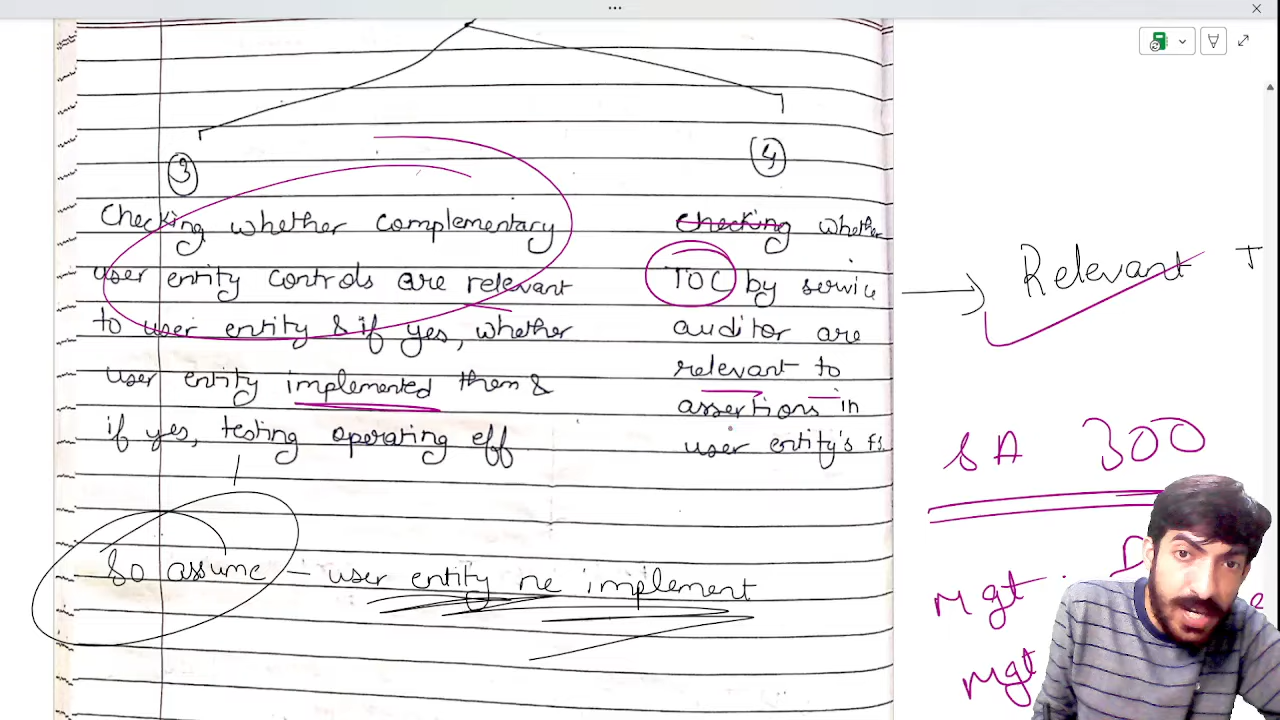 3
Checking whether complementary
user entity controls are relevant
to user entity & if yes, whether
user entity implemented them &
if yes, testing operating eff
So assume - user entity ne implement
4
Checking whether
TOC by service
auditor are
relevant to
assertions in
user entity's fs
Relevant T
SA 300
Mgt. D
Mgt
e